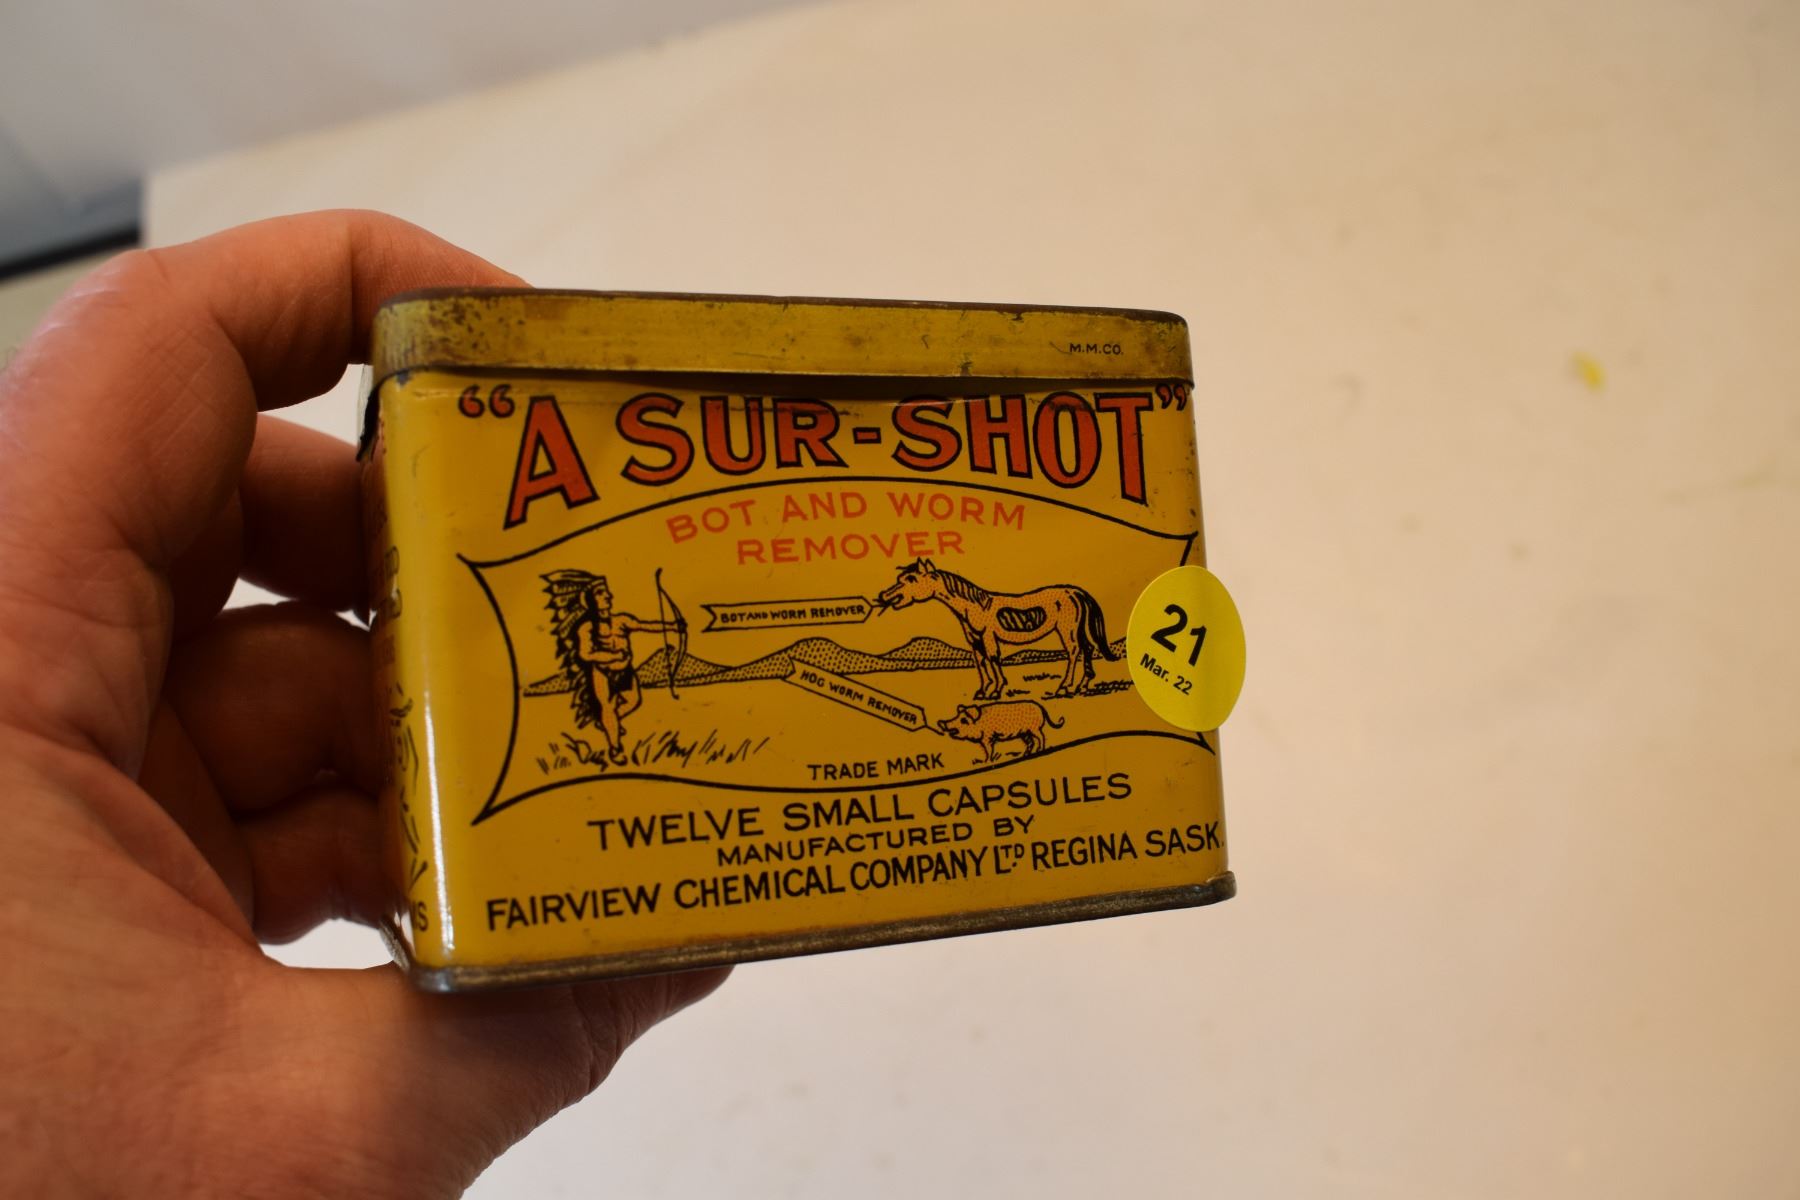 M.M.CO.
“A SUR-SHOT”
BOT AND WORM
REMOVER
BOT AND WORM REMOVER
HOG WORM REMOVER
TRADE MARK
TWELVE SMALL CAPSULES
MANUFACTURED BY
FAIRVIEW CHEMICAL COMPANY LTD REGINA SASK.
21
Mar. 22